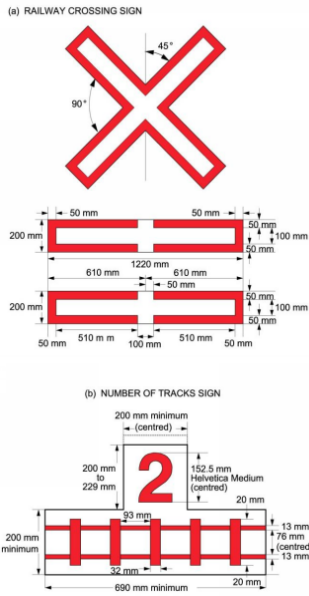 (a) RAILWAY CROSSING SIGN
45°
90°
50 mm 50 mm 50 mm
200 mm 100 mm
50 mm
1220 mm
610 mm 610 mm
50 mm 50 mm
200 mm 100 mm
50 mm
510 m m 510 mm
50 mm 100 mm 50 mm
(b) NUMBER OF TRACKS SIGN
200 mm minimum
(centred)
200 mm
to
229 mm
2
152.5 mm
Helvetica Medium
(centred)
93 mm 20 mm
200 mm
minimum
13 mm
76 mm
(centred
13 mm
32 mm 20 mm
690 mm minimum